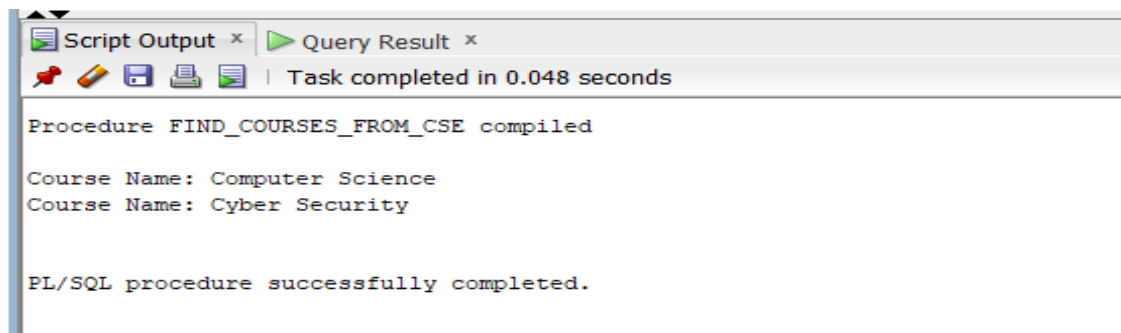 Script Output × Query Result ×
Task completed in 0.048 seconds
Procedure FIND_COURSES_FROM_CSE compiled
Course Name: Computer Science
Course Name: Cyber Security
PL/SQL procedure successfully completed.